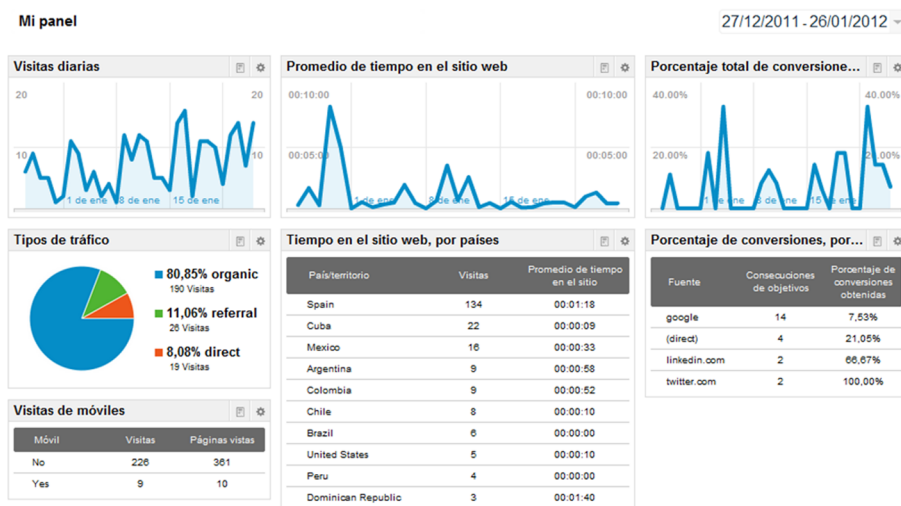 Mi panel
27/12/2011 - 26/01/2012
Visitas diarias
20 20
10 10
1 de ene 8 de ene 15 de ene
Promedio de tiempo en el sitio web
00:10:00 00:10:00
00:05:00 00:05:00
1 de ene 8 de ene 15 de ene
Porcentaje total de conversione...
40.00% 40.00%
20.00% 20.00%
1 de ene 8 de ene 15 de ene
Tipos de tráfico
80,85% organic
190 Visitas
11,06% referral
26 Visitas
8,08% direct
19 Visitas
Visitas de móviles
Móvil Visitas Páginas vistas
No 226 361
Yes 9 10
Tiempo en el sitio web, por países
País/territorio Visitas Promedio de tiempo
en el sitio
Spain 134 00:01:18
Cuba 22 00:00:09
Mexico 16 00:00:33
Argentina 9 00:00:58
Colombia 9 00:00:52
Chile 8 00:00:10
Brazil 6 00:00:00
United States 5 00:00:10
Peru 4 00:00:00
Dominican Republic 3 00:01:40
Porcentaje de conversiones, por...
Fuente Consecuciones
de objetivos Porcentaje de
conversiones
obtenidas
google 14 7,53%
(direct) 4 21,05%
linkedin.com 2 66,67%
twitter.com 2 100,00%